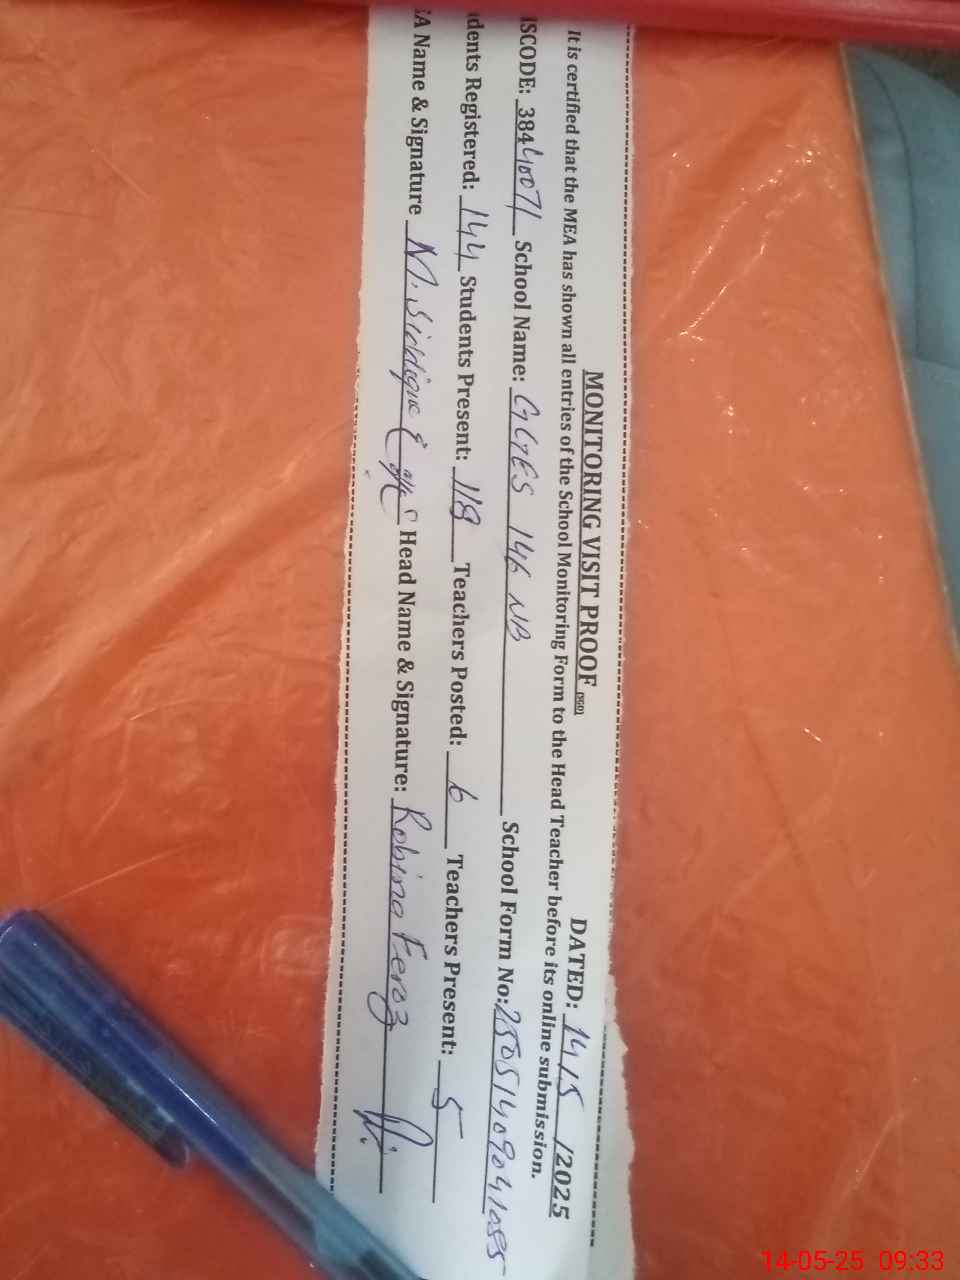 MONITORING VISIT PROOF DATED: 14/5/2025
It is certified that the MEA has shown all entries of the School Monitoring Form to the Head Teacher before its online submission.
ISCODE: 38440071 School Name: GGES 146 NB School Form No: 
dents Registered: 144 Students Present: 118 Teachers Posted: 6 Teachers Present: 5
EA Name & Signature M. Siddique Head Name & Signature: Robina Feroz
14-05-25 09:33